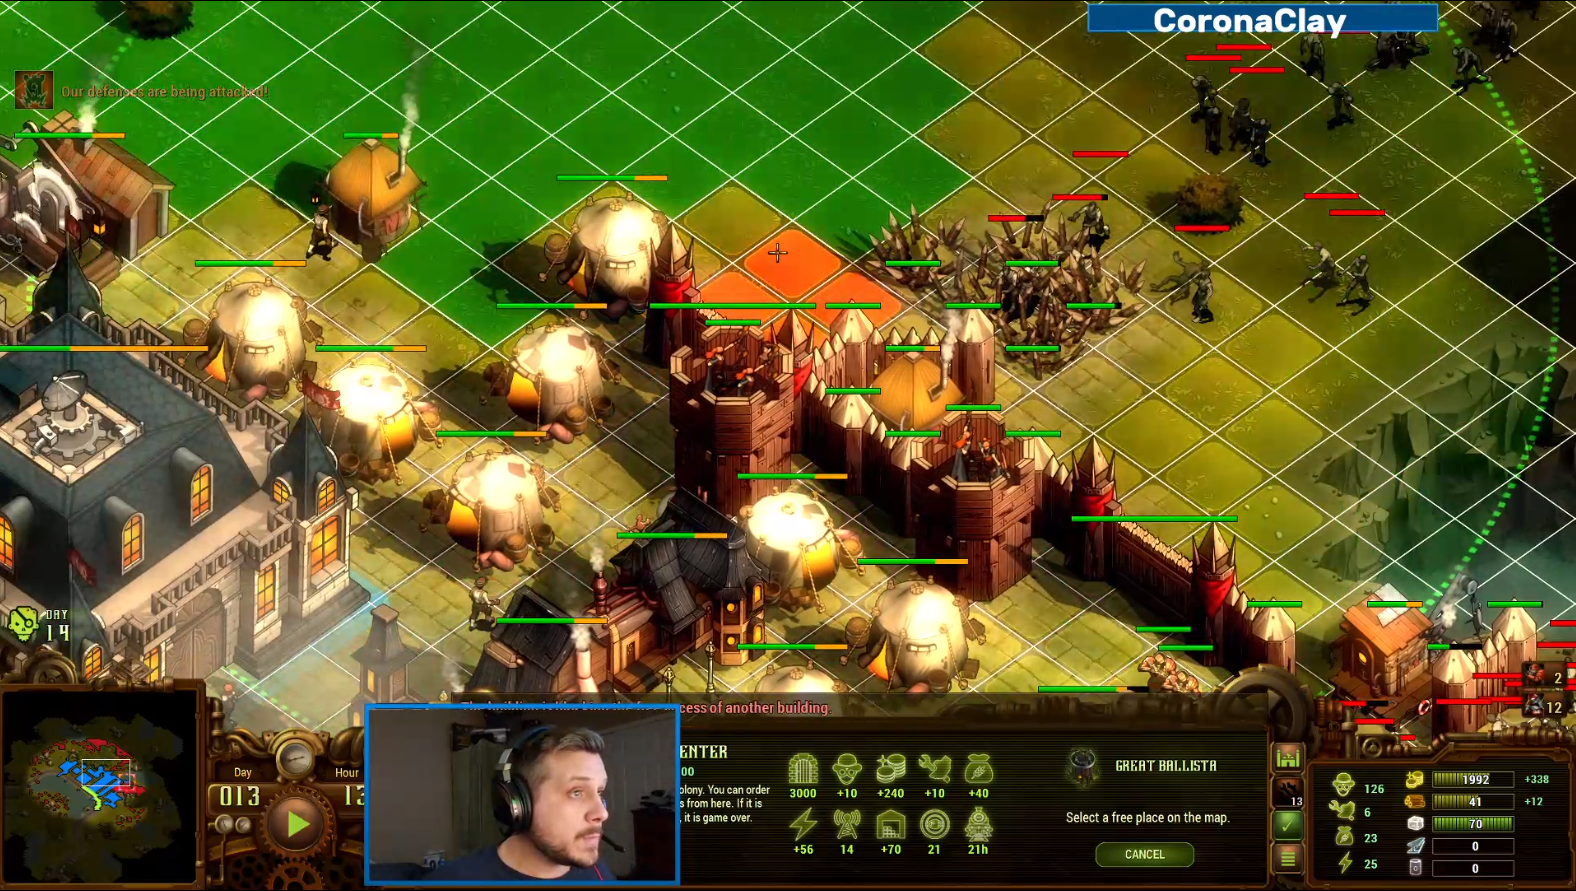 CoronaClay
Our defenses are being attacked!
DAY
14
2
12
cess of another building.
Day
Hour
013
ENTER
00
olony. You can order
s from here. If it is
, it is game over.
3000
+10
+240
+10
+40
+56
14
+70
21
21h
GREAT BALLISTA
Select a free place on the map.
CANCEL
13
126
6
23
25
1992
+338
41
+12
70
0
0